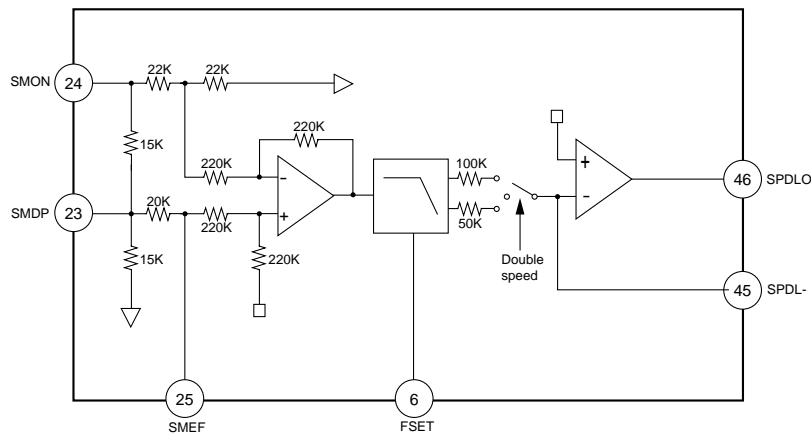 22K 22K
SMON 24
220K
15K
220K
100K
-
+
46 SPDLO
20K
+
-
SMDP 23
220K
50K
15K
220K
Double
speed
45 SPDL-
25
SMEF
6
FSET